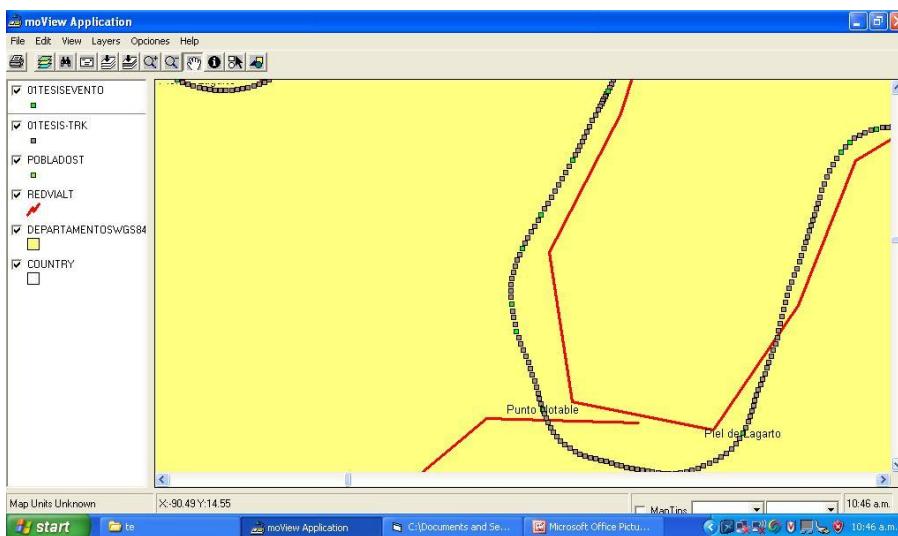 moView Application
File Edit View Layers Opciones Help
01TESISEVENTO
01TESIS-TRK
POBLADOST
REDVIALT
DEPARTAMENTOSWGS84
COUNTRY
Punto Notable
Piel de Lagarto
Map Units Unknown X:-90.49 Y:14.55 MapTips 10:46 a.m.
start te moView Application C:\Documents and Se... Microsoft Office Pictu... 10:46 a.m.